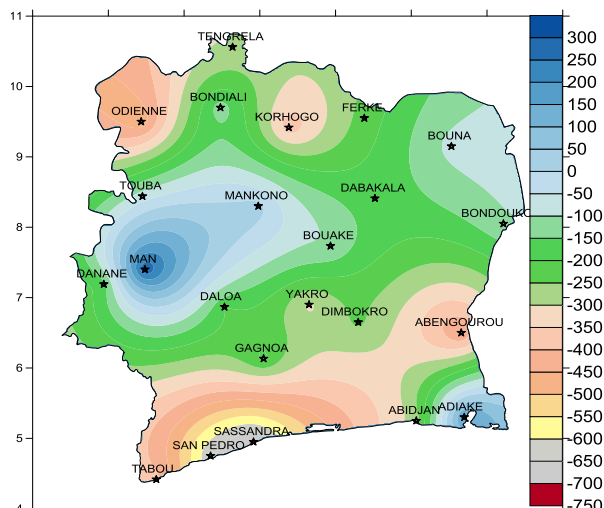 11
TENGRELA
300
250
10
200
BONDIALI
ODIENNE
KORHOGO
FERKE
150
100
BOUNA
50
9
0
TOUBA
DABAKALA
-50
MANKONO
BONDOUKO
-100
8
BOUAKE
-150
MAN
-200
DANANE
-250
7
DALOA
YAKRO
DIMBOKRO
ABENGOUROU
-300
-350
GAGNOA
-400
6
-450
-500
ABIDJAN
ADIAKE
-550
5
SASSANDRA
-600
SAN PEDRO
TABOU
-650
-700
-750